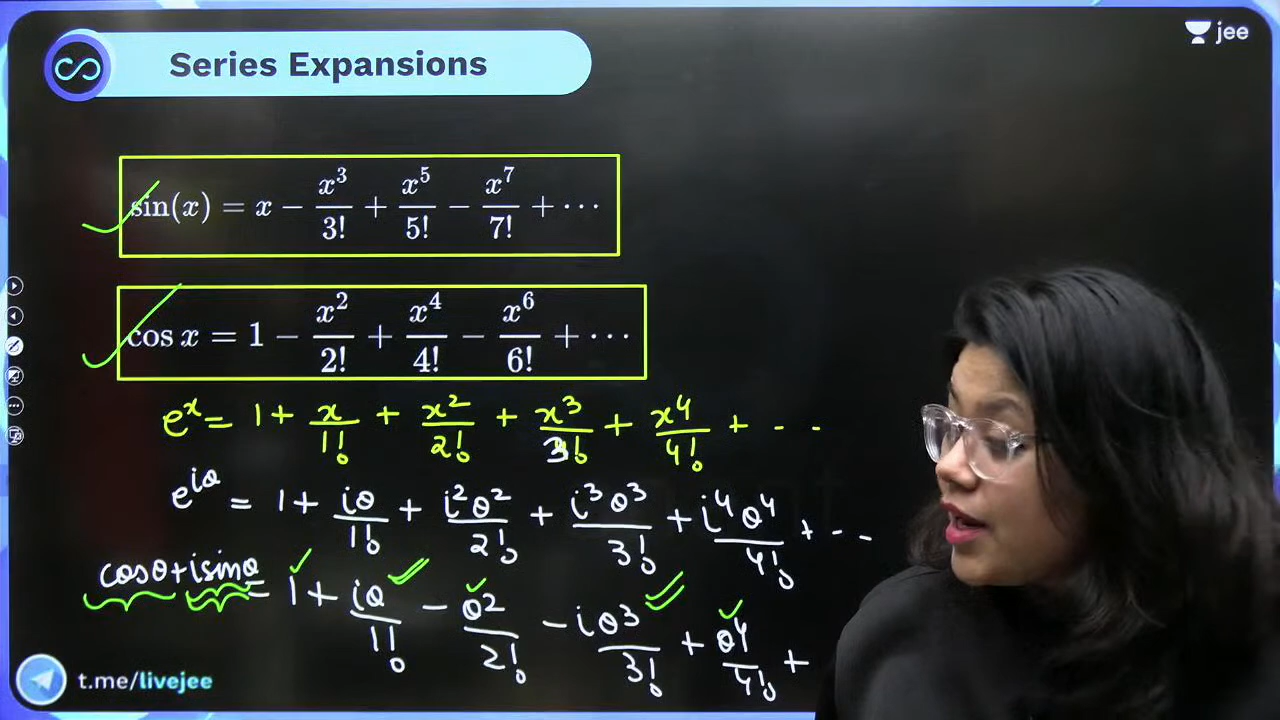 Series Expansions
jee
sin(x) = x − x³/3! + x⁵/5! − x⁷/7! + ⋯
cos x = 1 − x²/2! + x⁴/4! − x⁶/6! + ⋯
eˣ = 1 + x/1! + x²/2! + x³/3! + x⁴/4! + - - -
e^iθ = 1 + iθ/1! + i²θ²/2! + i³θ³/3! + i⁴θ⁴/4! + - - -
cosθ + isinθ = 1 + iθ/1! − θ²/2! − iθ³/3! + θ⁴/4! +
t.me/livejee